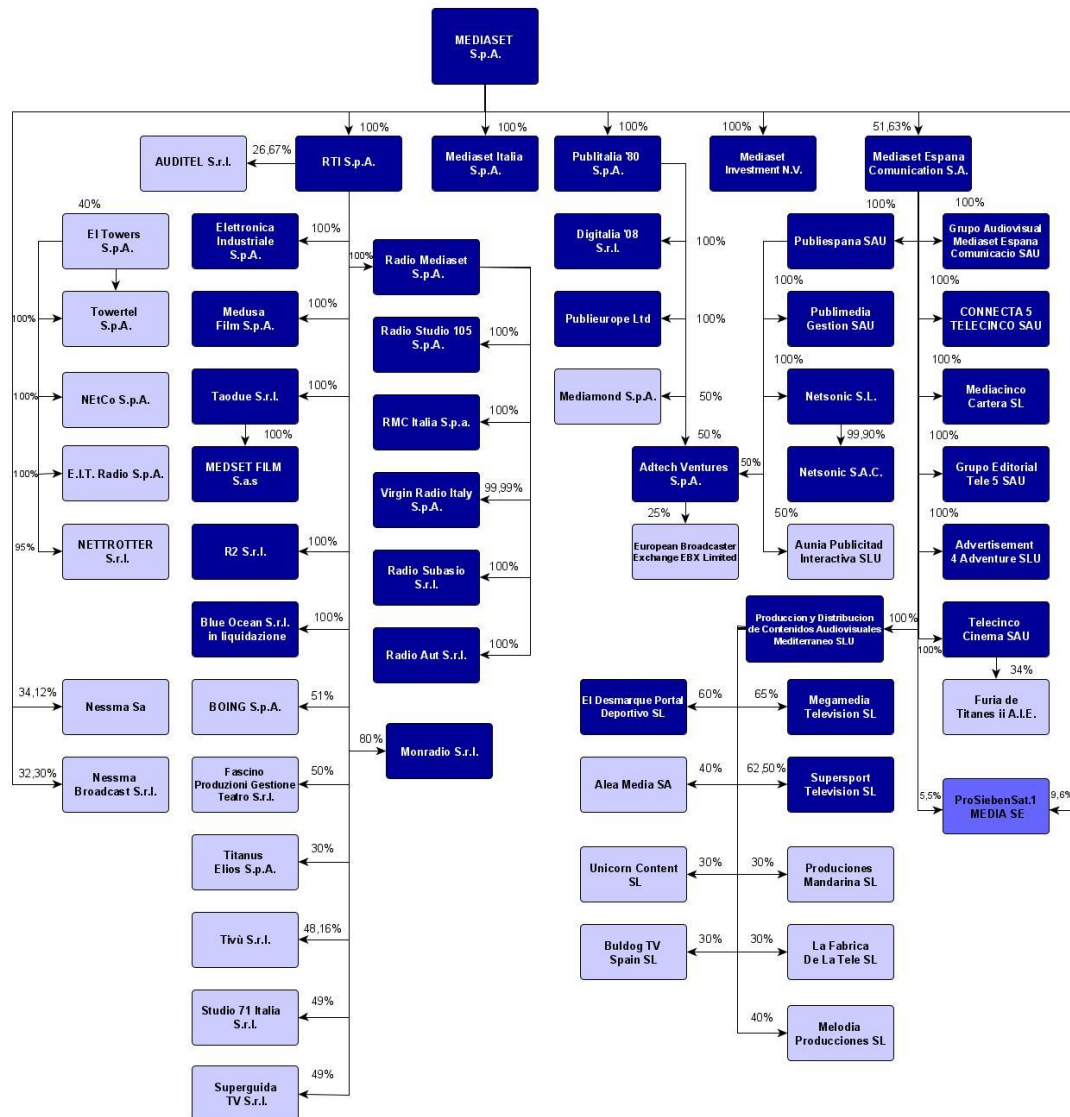 MEDIASET
S.p.A.
100%
100%
100%
100%
51,63%
AUDITEL S.r.l.
26,67%
RTI S.p.A.
Mediaset Italia
S.p.A.
Publitalia '80
S.p.A.
Mediaset
Investment N.V.
Mediaset Espana
Comunication S.A.
40%
EI Towers
S.p.A.
Elettronica
Industriale
S.p.A.
100%
100%
Radio Mediaset
S.p.A.
Digitalia '08
S.r.l.
100%
100%
Publiespana SAU
100%
Grupo Audiovisual
Mediaset Espana
Comunicacio SAU
100%
Towertel
S.p.A.
Medusa
Film S.p.A.
100%
Radio Studio 105
S.p.A.
100%
Publieurope Ltd
100%
100%
Publimedia
Gestion SAU
100%
CONNECTA 5
TELECINCO SAU
100%
NEtCo S.p.A.
Taodue S.r.l.
100%
RMC Italia S.p.a.
100%
Mediamond S.p.A.
50%
100%
Netsonic S.L.
100%
Mediacinco
Cartera SL
100%
E.I.T. Radio S.p.A.
100%
MEDSET FILM
S.a.s
Virgin Radio Italy
S.p.A.
99,99%
50%
Adtech Ventures
S.p.A.
50%
99,90%
Netsonic S.A.C.
100%
Grupo Editorial
Tele 5 SAU
95%
NETTROTTER
S.r.l.
R2 S.r.l.
100%
Radio Subasio
S.r.l.
100%
25%
European Broadcaster
Exchange EBX Limited
50%
Aunia Publicitad
Interactiva SLU
100%
Advertisement
4 Adventure SLU
Blue Ocean S.r.l.
in liquidazione
100%
Radio Aut S.r.l.
100%
Produccion y Distribucion
de Contenidos Audiovisuales
Mediterraneo SLU
100%
100%
Telecinco
Cinema SAU
34%
Furia de
Titanes ii A.I.E.
34,12%
Nessma Sa
BOING S.p.A.
51%
El Desmarque Portal
Deportivo SL
60%
65%
Megamedia
Television SL
80%
Monradio S.r.l.
32,30%
Nessma
Broadcast S.r.l.
Fascino
Produzioni Gestione
Teatro S.r.l.
50%
Alea Media SA
40%
62,50%
Supersport
Television SL
5,5%
ProSiebenSat.1
MEDIA SE
9,6%
Titanus
Elios S.p.A.
30%
Unicorn Content
SL
30%
30%
Produciones
Mandarina SL
Tivù S.r.l.
48,16%
Buldog TV
Spain SL
30%
30%
La Fabrica
De La Tele SL
Studio 71 Italia
S.r.l.
49%
40%
Melodia
Producciones SL
Superguida
TV S.r.l.
49%